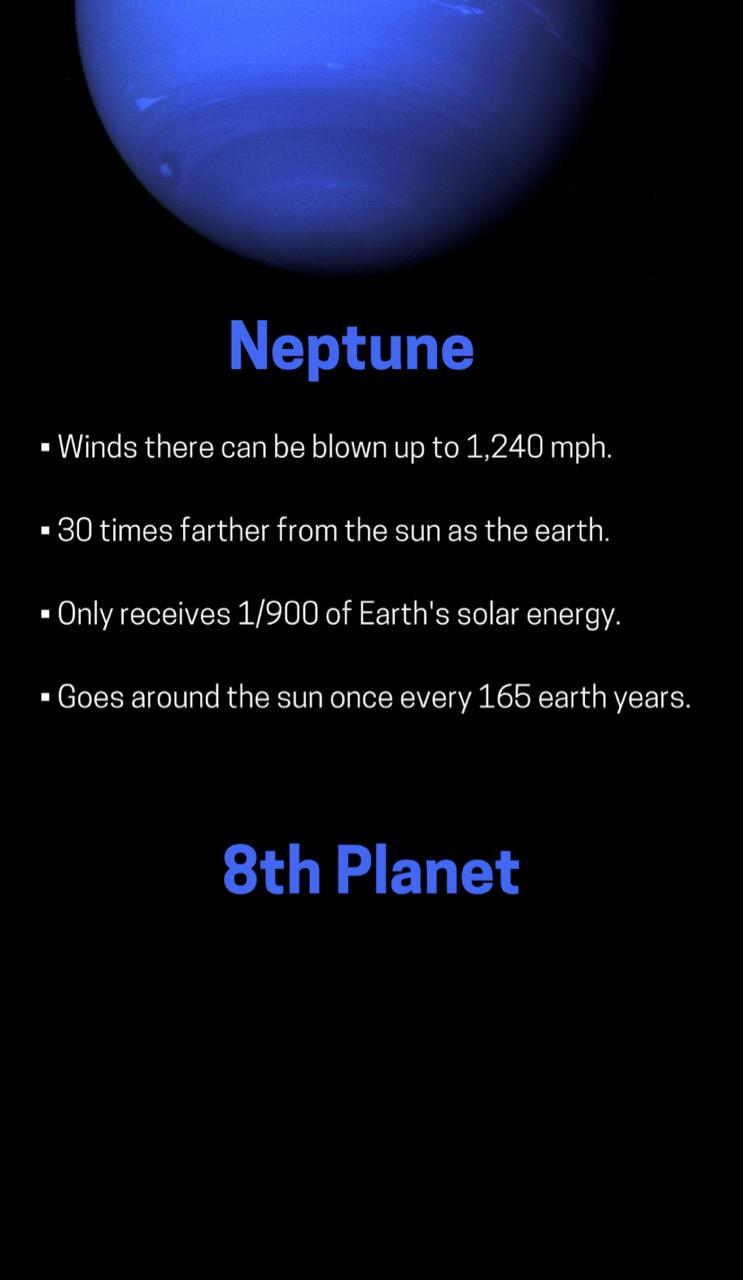 Neptune
▪ Winds there can be blown up to 1,240 mph.
▪ 30 times farther from the sun as the earth.
▪ Only receives 1/900 of Earth's solar energy.
▪ Goes around the sun once every 165 earth years.
8th Planet